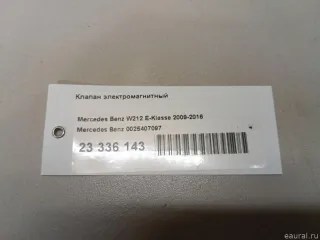 Клапан электромагнитный
Mercedes Benz W212 E-Klasse 2009-2016
Mercedes Benz 0025407097
23 336 143
eaural.ru